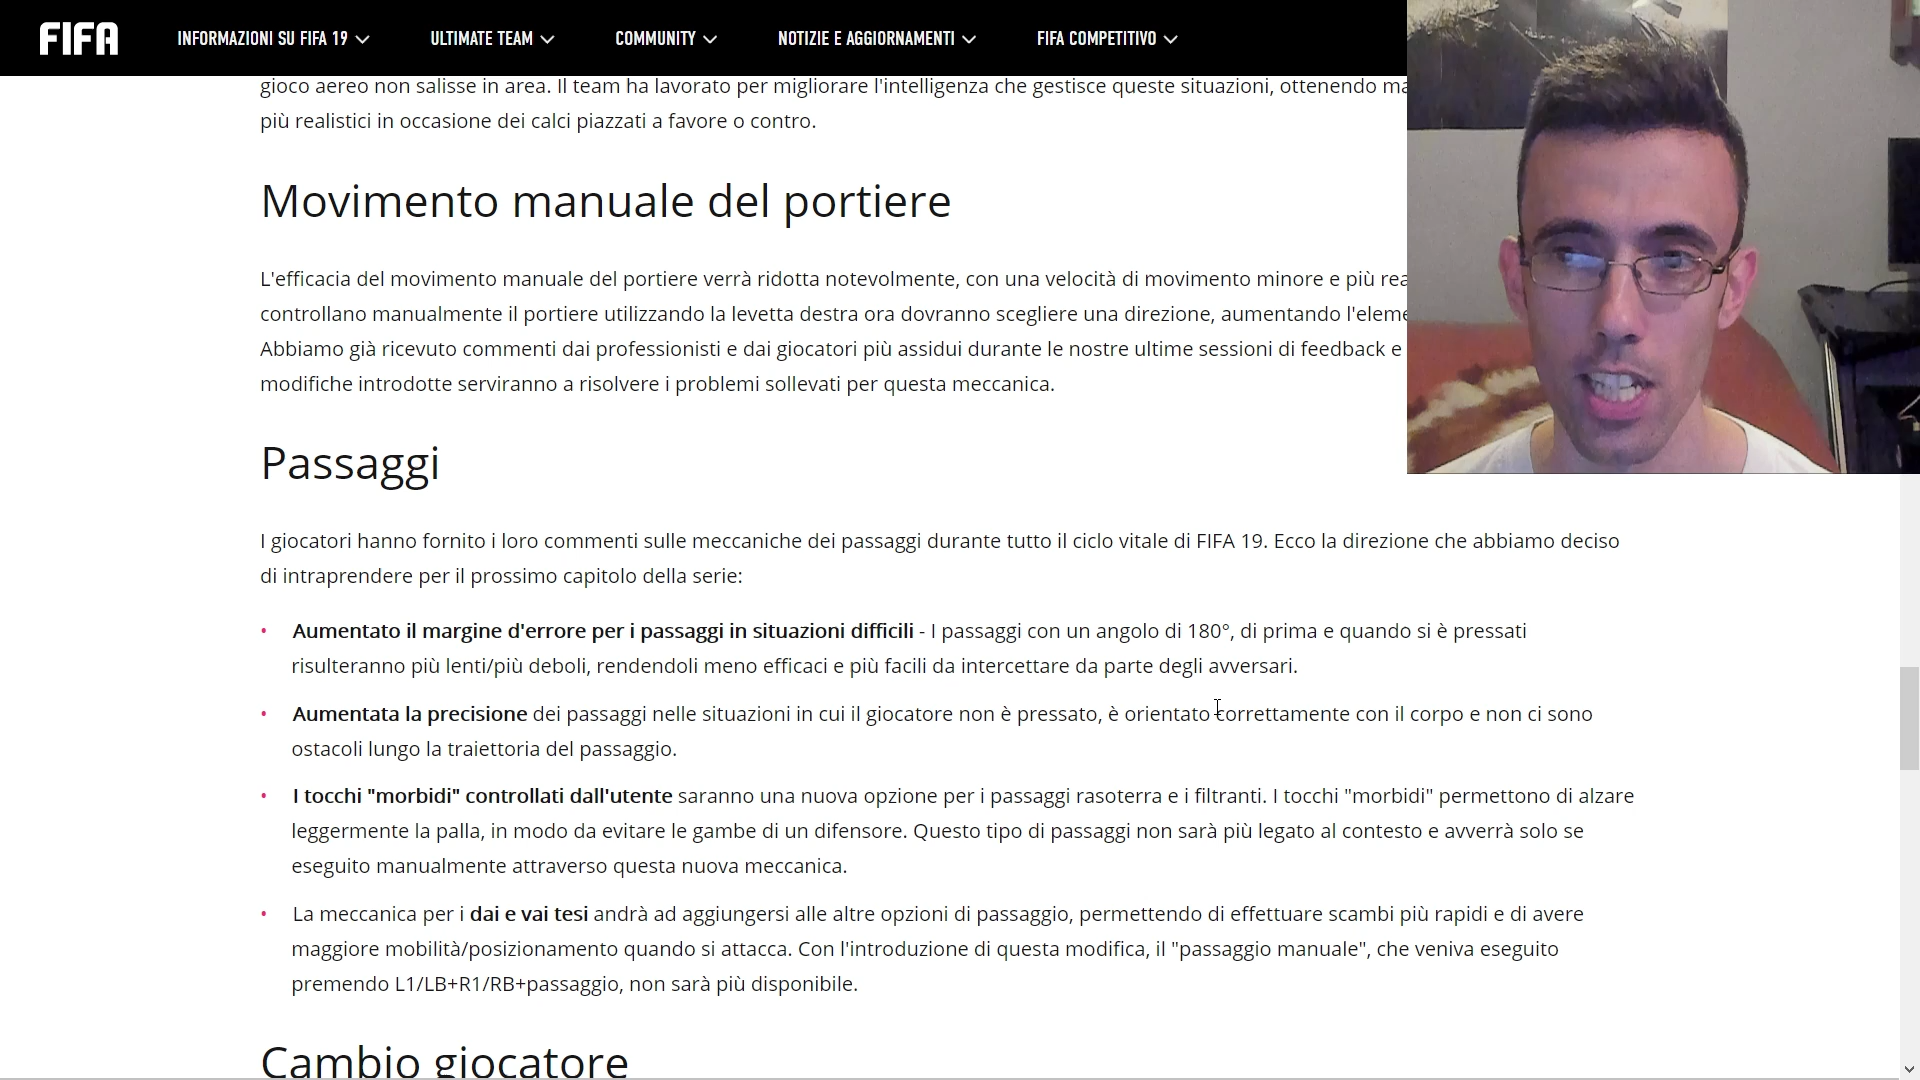 FIFA
INFORMAZIONI SU FIFA 19
ULTIMATE TEAM
COMMUNITY
NOTIZIE E AGGIORNAMENTI
FIFA COMPETITIVO
gioco aereo non salisse in area. Il team ha lavorato per migliorare l'intelligenza che gestisce queste situazioni, ottenendo
più realistici in occasione dei calci piazzati a favore o contro.
Movimento manuale del portiere
L'efficacia del movimento manuale del portiere verrà ridotta notevolmente, con una velocità di movimento minore e più
controllano manualmente il portiere utilizzando la levetta destra ora dovranno scegliere una direzione, aumentando
Abbiamo già ricevuto commenti dai professionisti e dai giocatori più assidui durante le nostre ultime sessioni di feedback e
modifiche introdotte serviranno a risolvere i problemi sollevati per questa meccanica.
Passaggi
I giocatori hanno fornito i loro commenti sulle meccaniche dei passaggi durante tutto il ciclo vitale di FIFA 19. Ecco la direzione che abbiamo deciso
di intraprendere per il prossimo capitolo della serie:
• Aumentato il margine d'errore per i passaggi in situazioni difficili - I passaggi con un angolo di 180°, di prima e quando si è pressati
risulteranno più lenti/più deboli, rendendoli meno efficaci e più facili da intercettare da parte degli avversari.
• Aumentata la precisione dei passaggi nelle situazioni in cui il giocatore non è pressato, è orientato correttamente con il corpo e non ci sono
ostacoli lungo la traiettoria del passaggio.
• I tocchi "morbidi" controllati dall'utente saranno una nuova opzione per i passaggi rasoterra e i filtranti. I tocchi "morbidi" permettono di alzare
leggermente la palla, in modo da evitare le gambe di un difensore. Questo tipo di passaggi non sarà più legato al contesto e avverrà solo se
eseguito manualmente attraverso questa nuova meccanica.
• La meccanica per i dai e vai tesi andrà ad aggiungersi alle altre opzioni di passaggio, permettendo di effettuare scambi più rapidi e di avere
maggiore mobilità/posizionamento quando si attacca. Con l'introduzione di questa modifica, il "passaggio manuale", che veniva eseguito
premendo L1/LB+R1/RB+passaggio, non sarà più disponibile.
Cambio giocatore